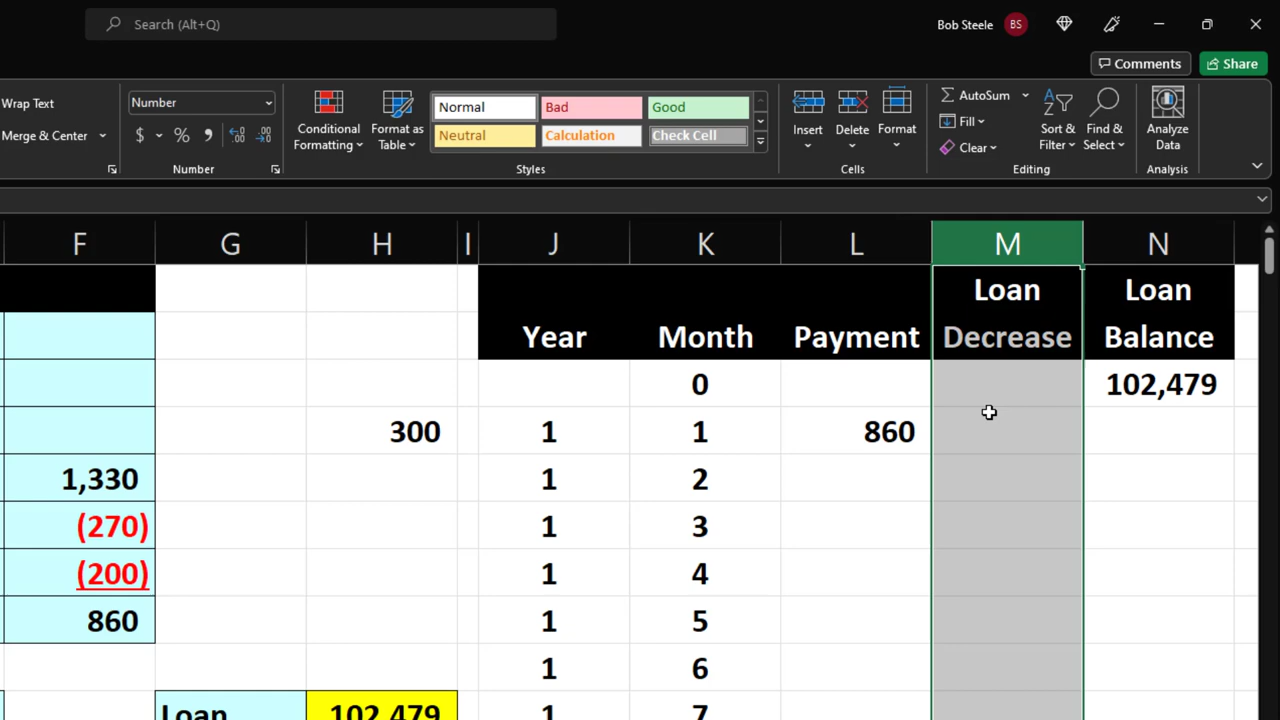 Search (Alt+Q)
Bob Steele BS
Comments Share
Wrap Text
Number
Normal Bad Good
Merge & Center
$ % ,
Conditional Formatting
Format as Table
Neutral Calculation Check Cell
Insert Delete Format
AutoSum
Fill
Clear
Sort & Filter
Find & Select
Analyze Data
Number Styles Cells Editing Analysis
F G H I J K L M N
Loan Loan
Year Month Payment Decrease Balance
0 102,479
300 1 1 860
1,330 1 2
(270) 1 3
(200) 1 4
860 1 5
1 6
Loan 102,479 1 7